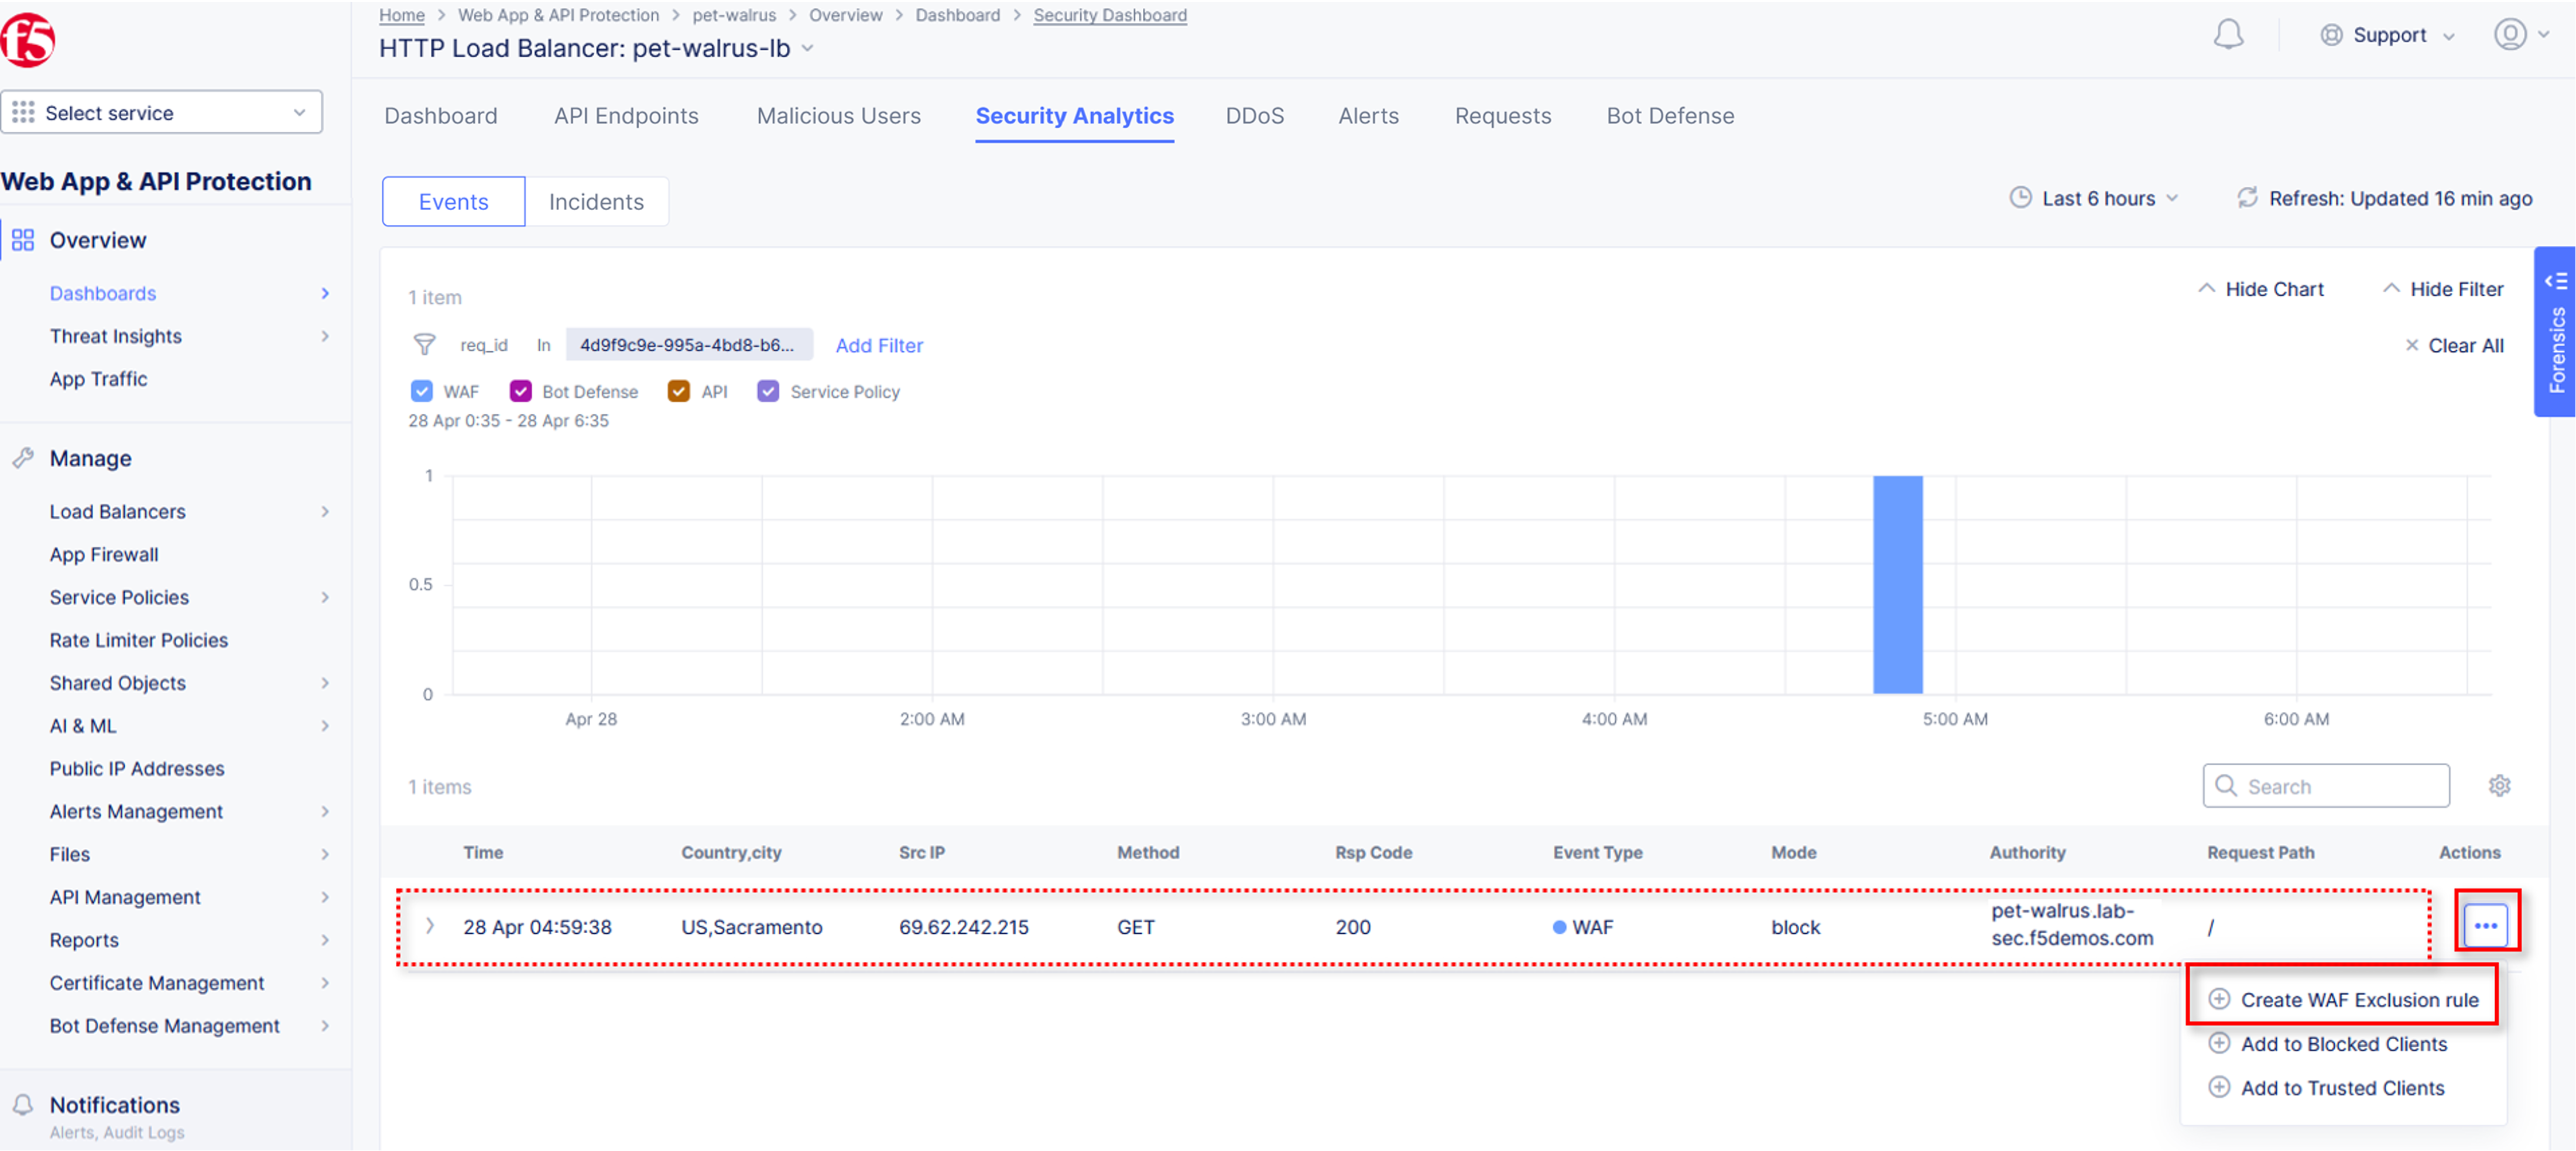 f5
Home > Web App & API Protection > pet-walrus > Overview > Dashboard > Security Dashboard
HTTP Load Balancer: pet-walrus-lb
Support
Select service
Web App & API Protection
Overview
Dashboards
Threat Insights
App Traffic
Manage
Load Balancers
App Firewall
Service Policies
Rate Limiter Policies
Shared Objects
AI & ML
Public IP Addresses
Alerts Management
Files
API Management
Reports
Certificate Management
Bot Defense Management
Notifications
Alerts, Audit Logs
Dashboard API Endpoints Malicious Users Security Analytics DDoS Alerts Requests Bot Defense
Events Incidents
Last 6 hours Refresh: Updated 16 min ago
1 item
Hide Chart Hide Filter
req_id In 4d9f9c9e-995a-4bd8-b6... Add Filter
Clear All
Forensics
WAF Bot Defense API Service Policy
28 Apr 0:35 - 28 Apr 6:35
1
0.5
0
Apr 28 2:00 AM 3:00 AM 4:00 AM 5:00 AM 6:00 AM
1 items
Search
Time Country,city Src IP Method Rsp Code Event Type Mode Authority Request Path Actions
28 Apr 04:59:38 US,Sacramento 69.62.242.215 GET 200 WAF block pet-walrus.lab-
sec.f5demos.com /
Create WAF Exclusion rule
Add to Blocked Clients
Add to Trusted Clients